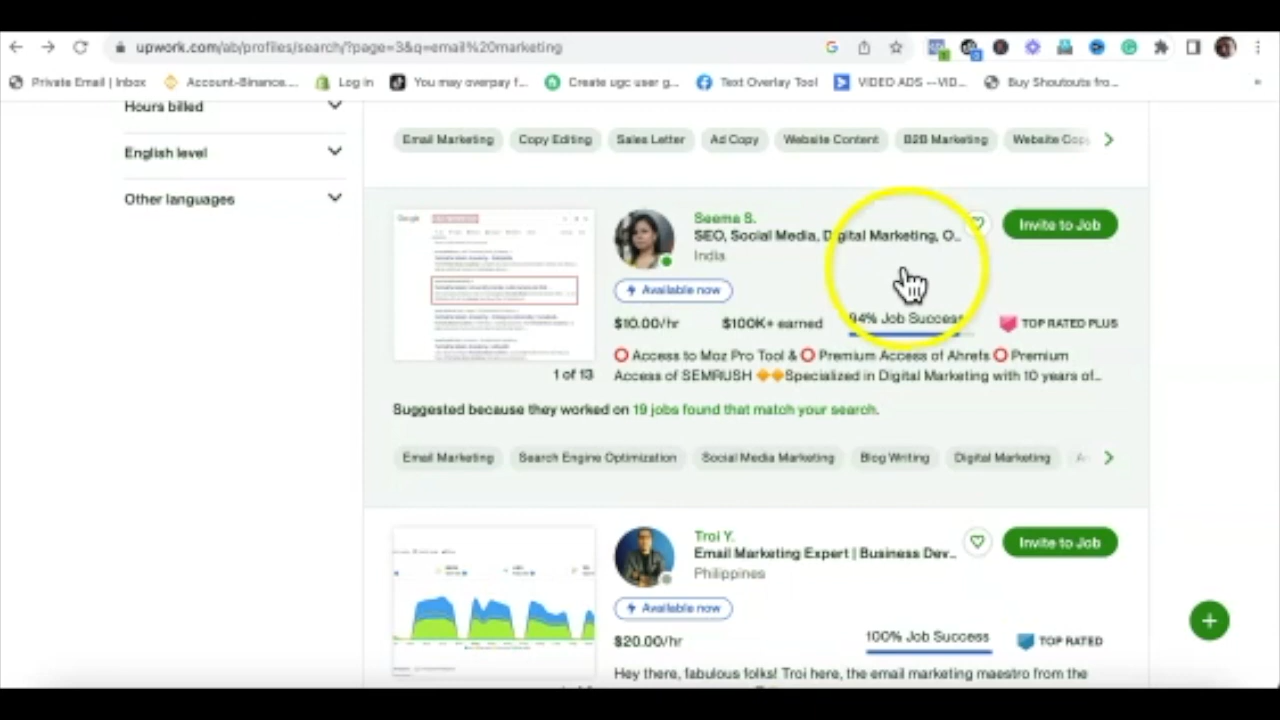 upwork.com/ab/profiles/search/?page=3&q=email%20marketing
Private Email | Inbox Account-Binance.... Log in You may overpay f... Create ugc user g... Text Overlay Tool VIDEO ADS —VID... Buy Shoutouts fro... »
Hours billed
English level
Other languages
Email Marketing Copy Editing Sales Letter Ad Copy Website Content B2B Marketing Website Copy
Seema S.
SEO, Social Media, Digital Marketing, O..
India
Invite to Job
Available now
$10.00/hr $100K+ earned 94% Job Success TOP RATED PLUS
Access to Moz Pro Tool & Premium Access of Ahrefs Premium
Access of SEMRUSH Specialized in Digital Marketing with 10 years of...
1 of 13
Suggested because they worked on 19 jobs found that match your search.
Email Marketing Search Engine Optimization Social Media Marketing Blog Writing Digital Marketing
Troi Y.
Email Marketing Expert | Business Dev...
Philippines
Invite to Job
Available now
$20.00/hr 100% Job Success TOP RATED
Hey there, fabulous folks! Troi here, the email marketing maestro from the